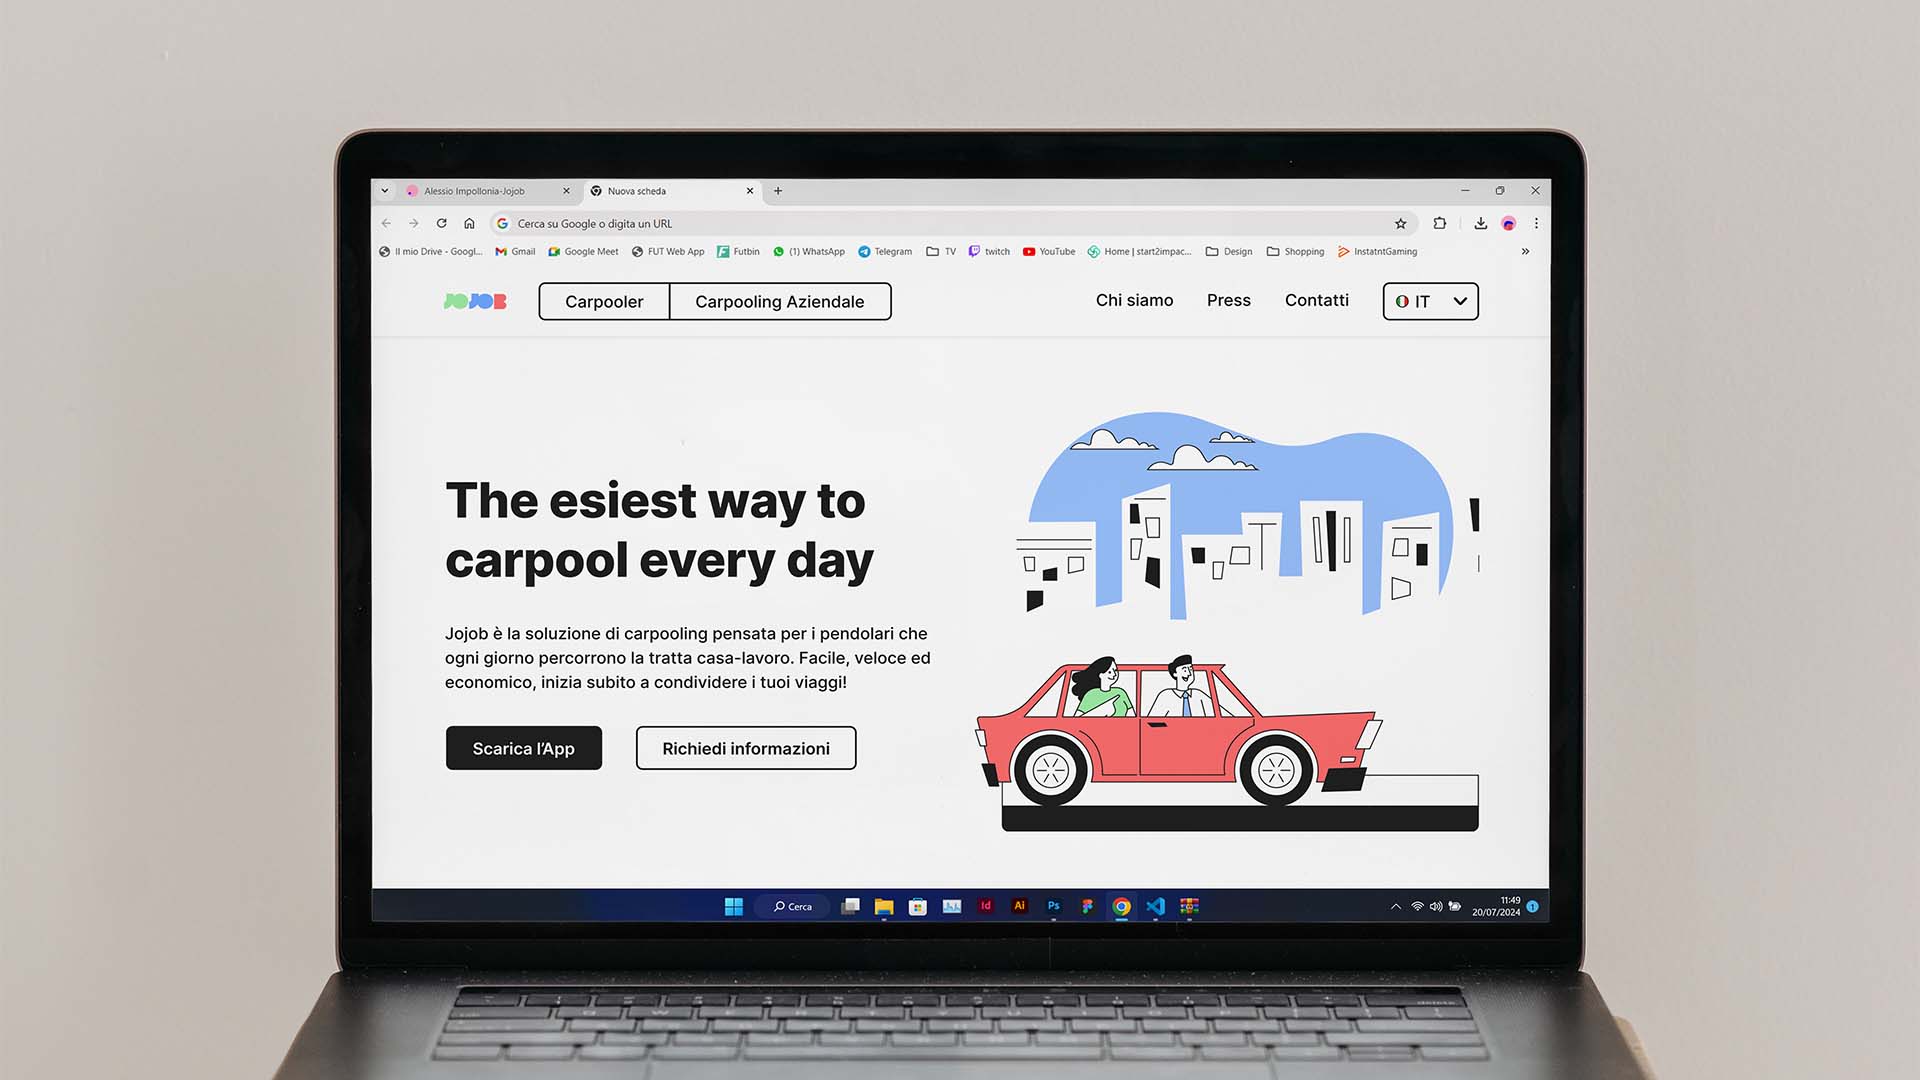 Alessio Impollonia-Jojob
Nuova scheda
Cerca su Google o digita un URL
Il mio Drive - Googl...
Gmail
Google Meet
FUT Web App
Futbin
(1) WhatsApp
Telegram
TV
twitch
YouTube
Home | start2impac...
Design
Shopping
InstatntGaming
JOJOB
Carpooler
Carpooling Aziendale
Chi siamo
Press
Contatti
IT
The esiest way to
carpool every day
Jojob è la soluzione di carpooling pensata per i pendolari che
ogni giorno percorrono la tratta casa-lavoro. Facile, veloce ed
economico, inizia subito a condividere i tuoi viaggi!
Scarica l’App
Richiedi informazioni
Cerca
Id
Ai
Ps
11:49
20/07/2024
1